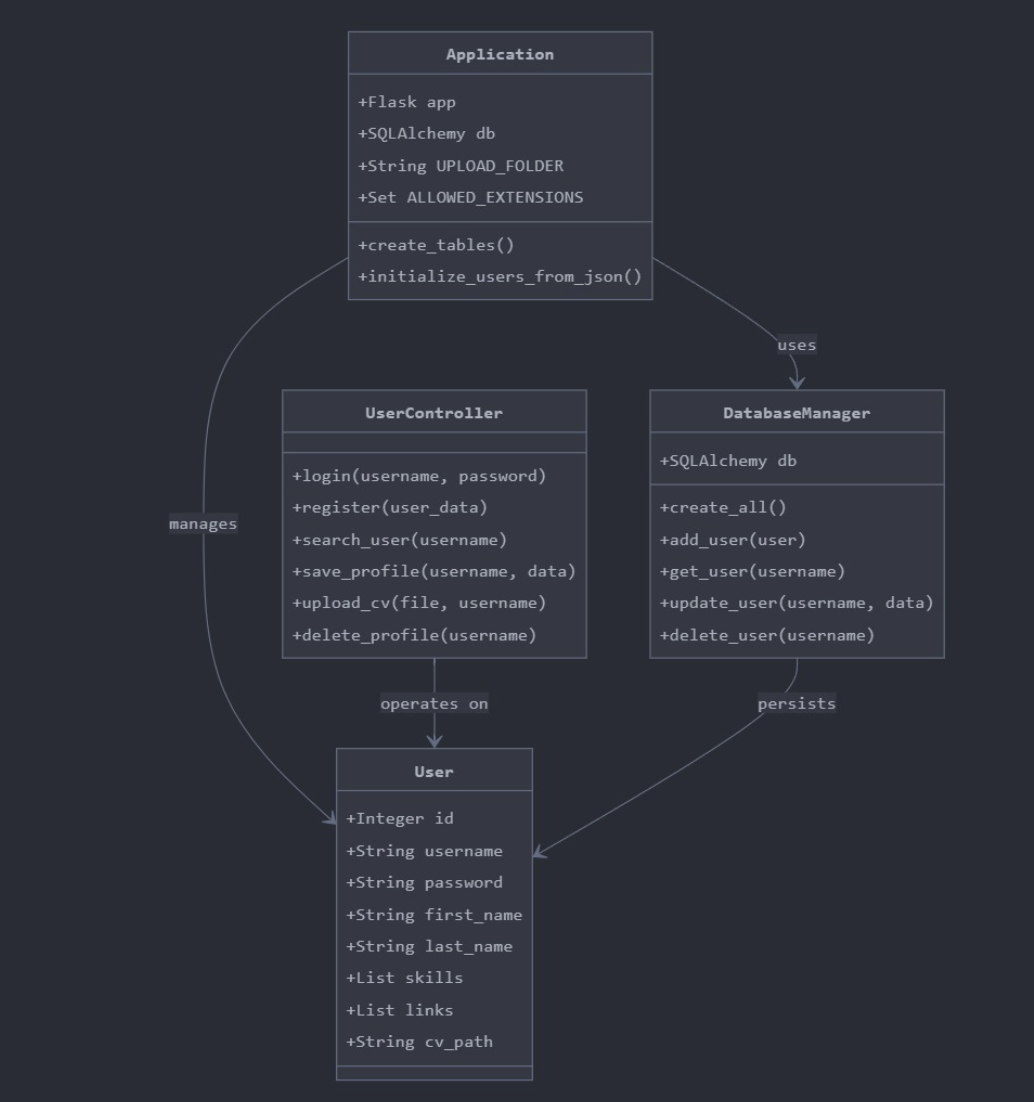 Application
+Flask app
+SQLAlchemy db
+String UPLOAD_FOLDER
+Set ALLOWED_EXTENSIONS
+create_tables()
+initialize_users_from_json()
uses
manages
UserController
+login(username, password)
+register(user_data)
+search_user(username)
+save_profile(username, data)
+upload_cv(file, username)
+delete_profile(username)
DatabaseManager
+SQLAlchemy db
+create_all()
+add_user(user)
+get_user(username)
+update_user(username, data)
+delete_user(username)
operates on
persists
User
+Integer id
+String username
+String password
+String first_name
+String last_name
+List skills
+List links
+String cv_path